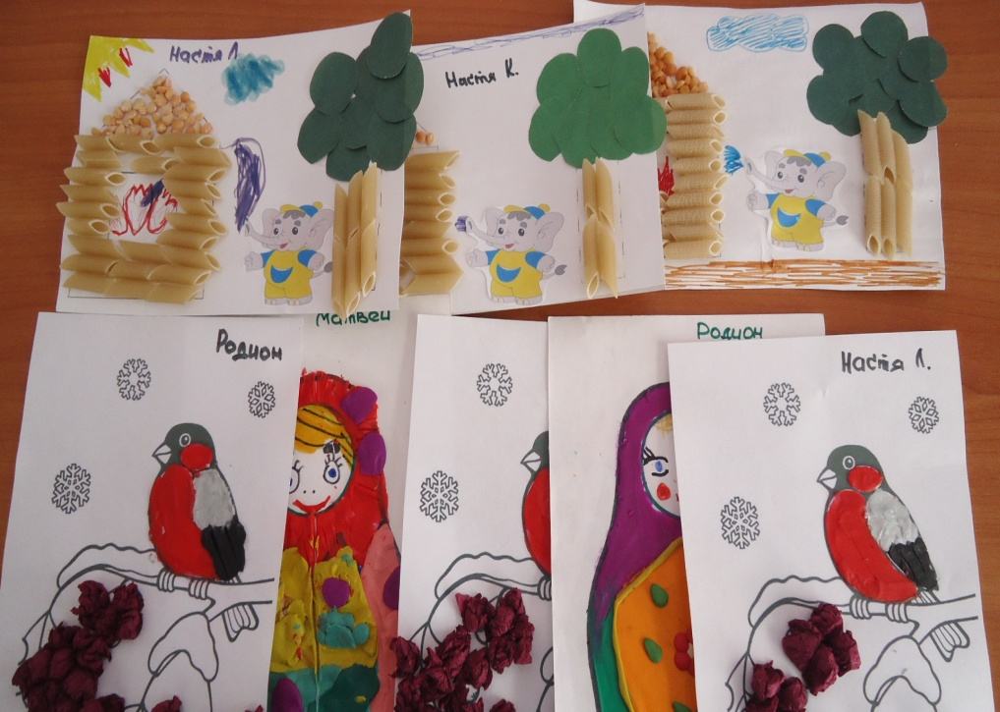 Настя Л
Настя К.
Родион
Матвей
Родион
Настя Л.